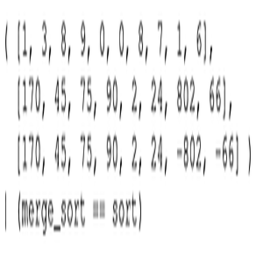 ( [1, 3, 8, 9, 0, 0, 8, 7, 1, 6],
[170, 45, 75, 90, 2, 24, 802, 66],
[170, 45, 75, 90, 2, 24, -802, -66] )
| (merge_sort == sort)